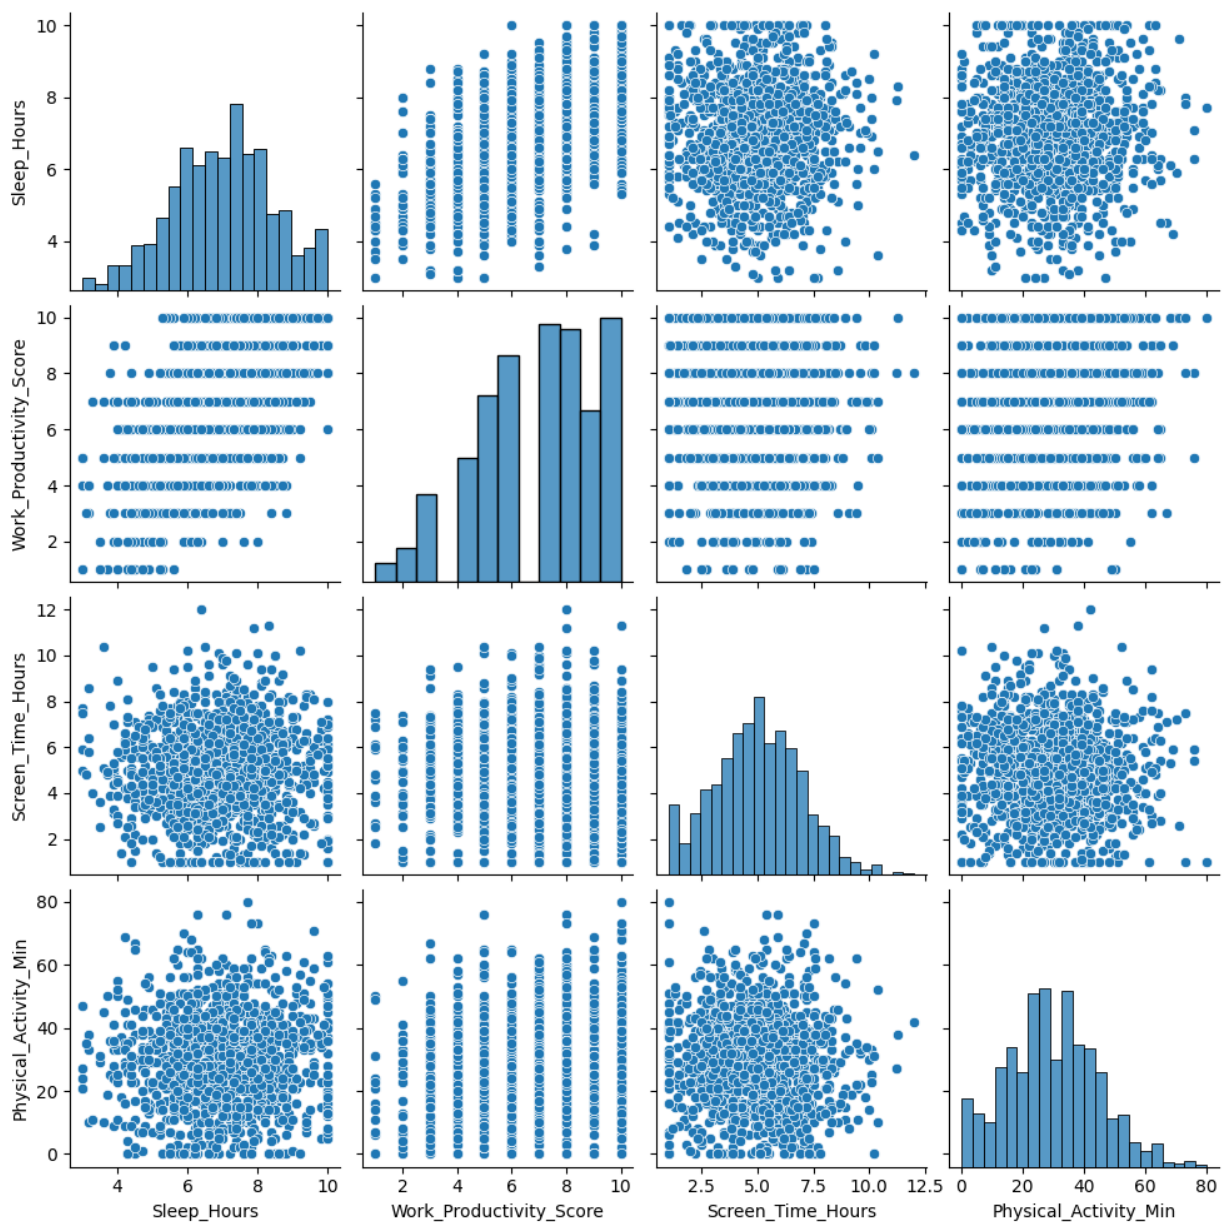 10
8
6
4
Sleep_Hours
10
8
6
4
2
Work_Productivity_Score
12
10
8
6
4
2
Screen_Time_Hours
80
60
40
20
0
Physical_Activity_Min
4 6 8 10
Sleep_Hours
2 4 6 8 10
Work_Productivity_Score
2.5 5.0 7.5 10.0 12.5
Screen_Time_Hours
0 20 40 60 80
Physical_Activity_Min